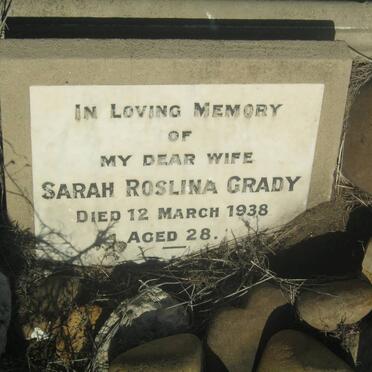 IN LOVING MEMORY
OF
MY DEAR WIFE
SARAH ROSLINA GRADY
DIED 12 MARCH 1938
AGED 28.